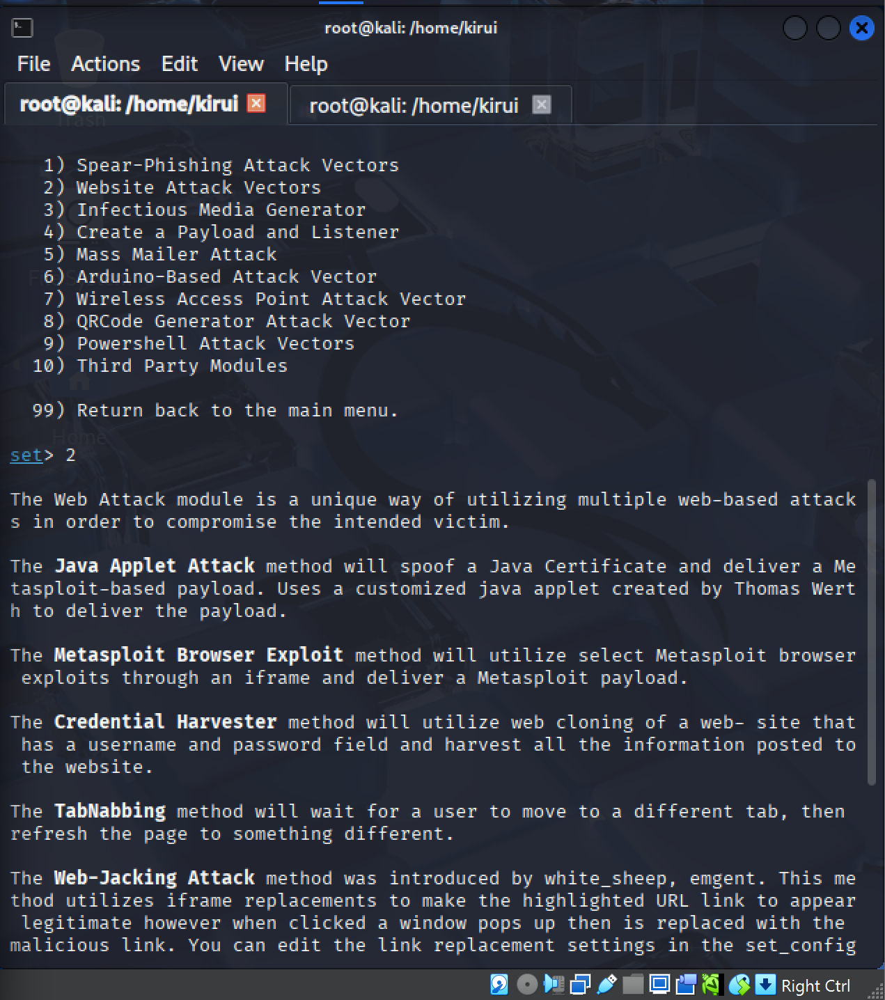 root@kali: /home/kirui
File Actions Edit View Help
root@kali: /home/kirui root@kali: /home/kirui
Trash
1) Spear-Phishing Attack Vectors
2) Website Attack Vectors
3) Infectious Media Generator
4) Create a Payload and Listener
5) Mass Mailer Attack
File System
6) Arduino-Based Attack Vector
7) Wireless Access Point Attack Vector
8) QRCode Generator Attack Vector
9) Powershell Attack Vectors
10) Third Party Modules
99) Return back to the main menu.
Home
set> 2
The Web Attack module is a unique way of utilizing multiple web-based attack
s in order to compromise the intended victim.
The Java Applet Attack method will spoof a Java Certificate and deliver a Me
tasploit-based payload. Uses a customized java applet created by Thomas Wert
h to deliver the payload.
The Metasploit Browser Exploit method will utilize select Metasploit browser
exploits through an iframe and deliver a Metasploit payload.
The Credential Harvester method will utilize web cloning of a web- site that
has a username and password field and harvest all the information posted to
the website.
The TabNabbing method will wait for a user to move to a different tab, then
refresh the page to something different.
The Web-Jacking Attack method was introduced by white_sheep, emgent. This me
thod utilizes iframe replacements to make the highlighted URL link to appear
legitimate however when clicked a window pops up then is replaced with the
malicious link. You can edit the link replacement settings in the set_config
Right Ctrl